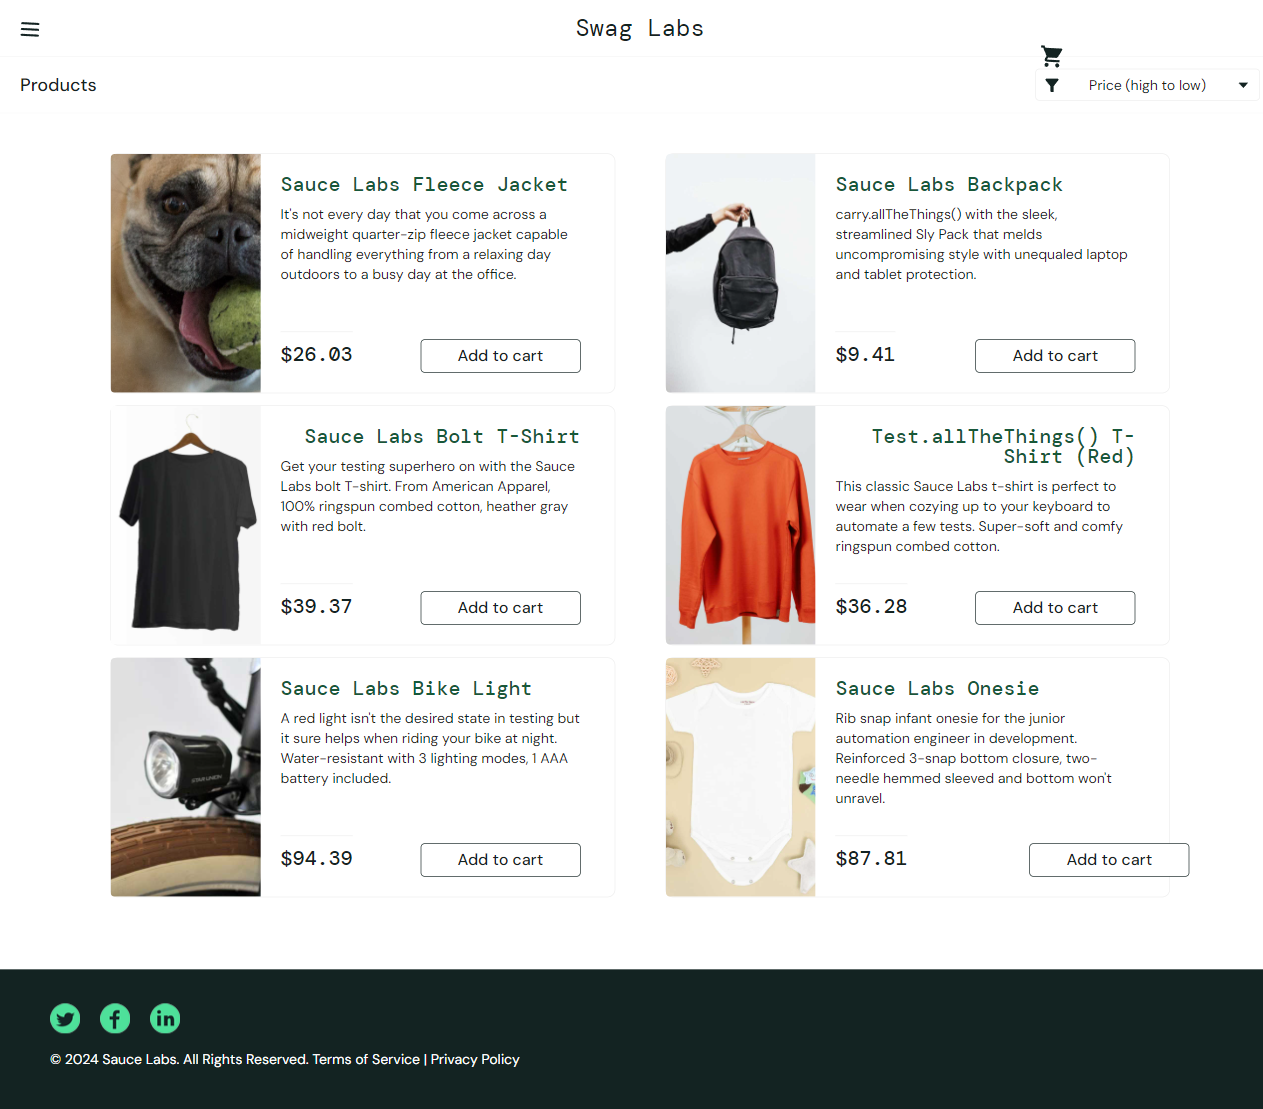 Swag Labs
Products
Price (high to low)
Sauce Labs Fleece Jacket
It's not every day that you come across a
midweight quarter-zip fleece jacket capable
of handling everything from a relaxing day
outdoors to a busy day at the office.
$26.03
Add to cart
Sauce Labs Backpack
carry.allTheThings() with the sleek,
streamlined Sly Pack that melds
uncompromising style with unequaled laptop
and tablet protection.
$9.41
Add to cart
Sauce Labs Bolt T-Shirt
Get your testing superhero on with the Sauce
Labs bolt T-shirt. From American Apparel,
100% ringspun combed cotton, heather gray
with red bolt.
$39.37
Add to cart
Test.allTheThings() T-
Shirt (Red)
This classic Sauce Labs t-shirt is perfect to
wear when cozying up to your keyboard to
automate a few tests. Super-soft and comfy
ringspun combed cotton.
$36.28
Add to cart
STAR UNION
Sauce Labs Bike Light
A red light isn't the desired state in testing but
it sure helps when riding your bike at night.
Water-resistant with 3 lighting modes, 1 AAA
battery included.
$94.39
Add to cart
Sauce Labs Onesie
Rib snap infant onesie for the junior
automation engineer in development.
Reinforced 3-snap bottom closure, two-
needle hemmed sleeved and bottom won't
unravel.
$87.81
Add to cart
© 2024 Sauce Labs. All Rights Reserved. Terms of Service | Privacy Policy